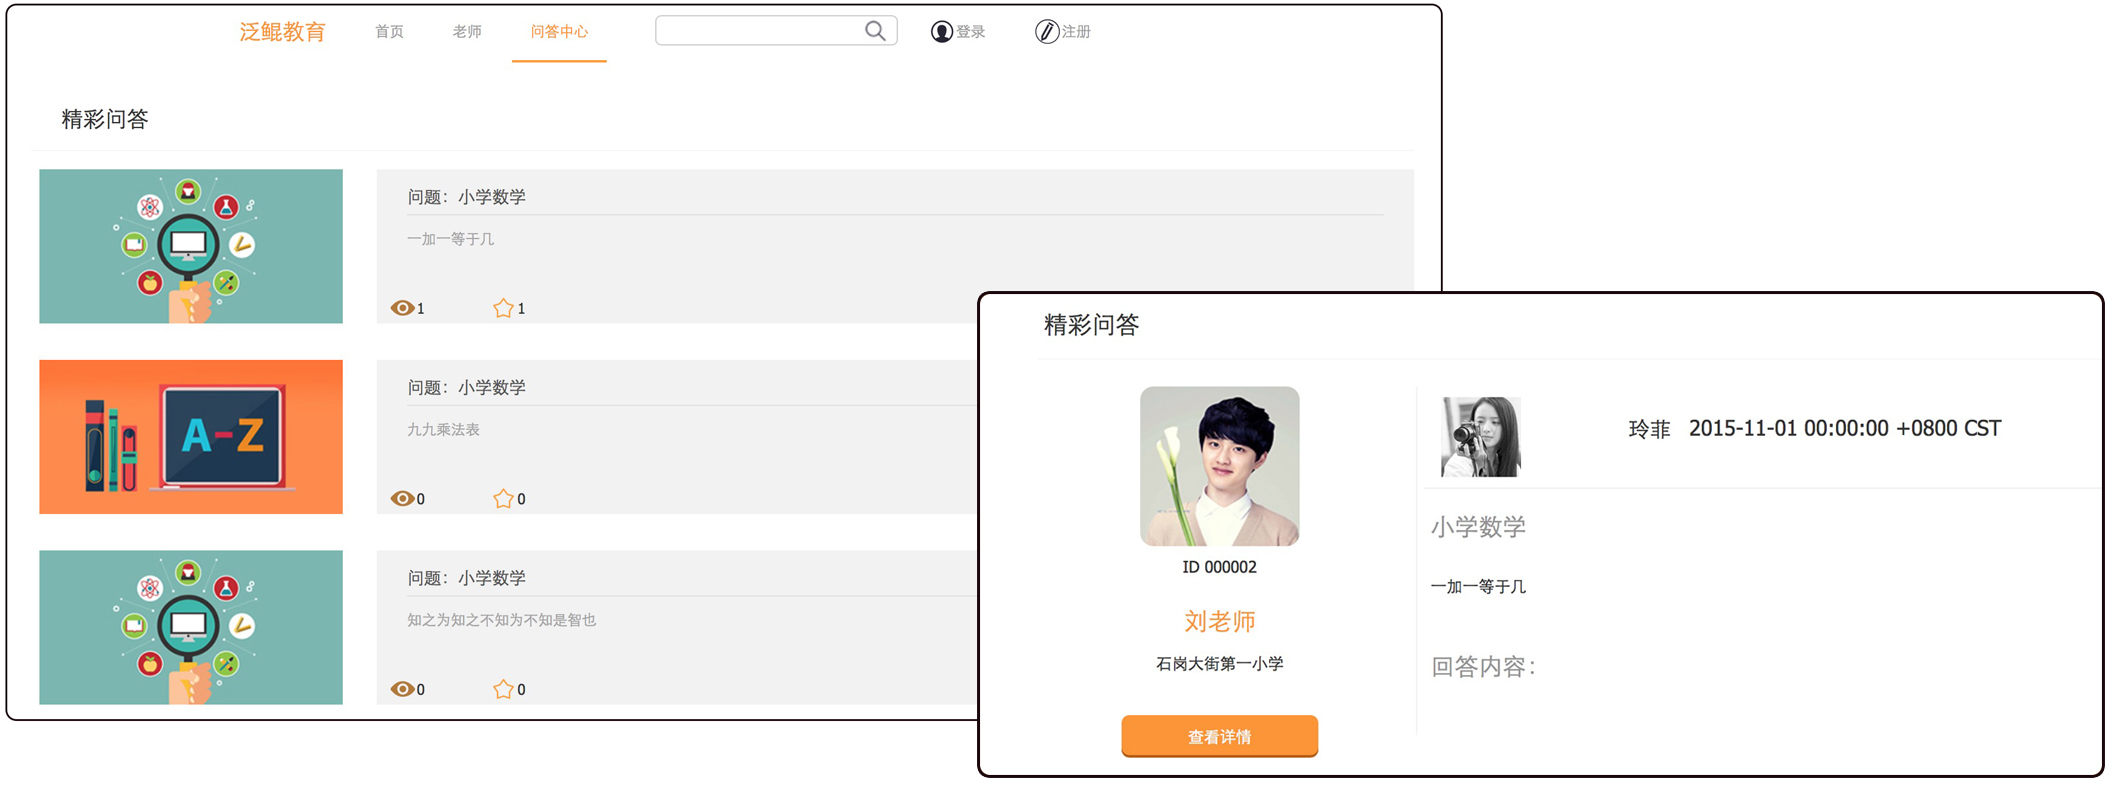 泛鲲教育 首页 老师 问答中心 登录 注册
精彩问答
问题：小学数学
一加一等于几
1 1
A-Z
问题：小学数学
九九乘法表
0 0
问题：小学数学
知之为知之不知为不知是智也
0 0
精彩问答
ID 000002
刘老师
石岗大街第一小学
查看详情
玲菲 2015-11-01 00:00:00 +0800 CST
小学数学
一加一等于几
回答内容：